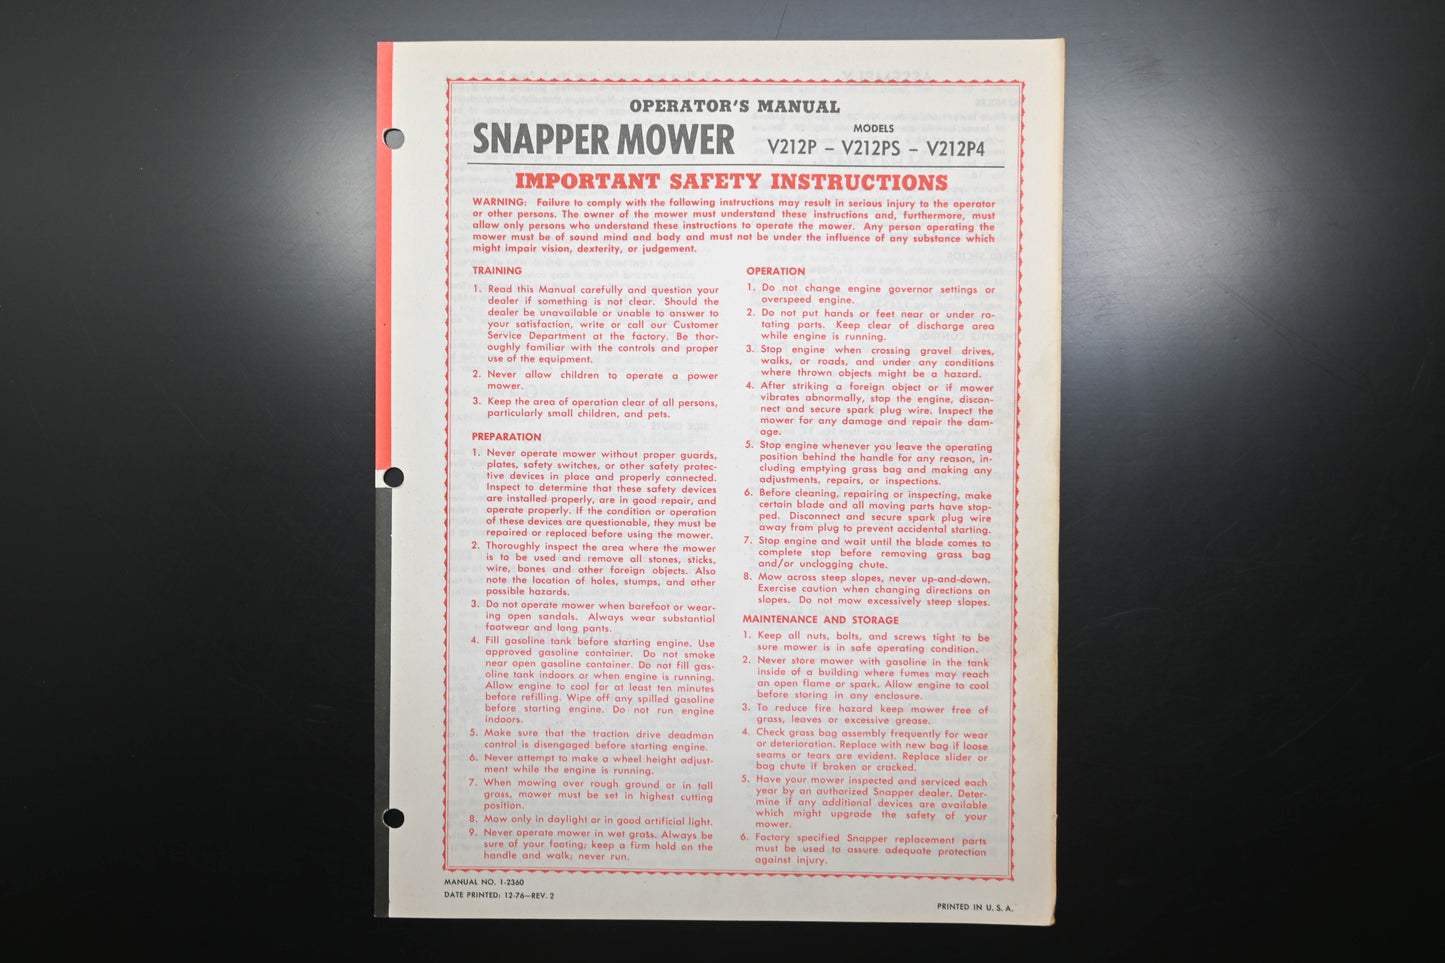 OPERATOR'S MANUAL
SNAPPER MOWER
MODELS
V212P – V212PS – V212P4
IMPORTANT SAFETY INSTRUCTIONS
WARNING: Failure to comply with the following instructions may result in serious injury to the operator
or other persons. The owner of the mower must understand these instructions and, furthermore, must
allow only persons who understand these instructions to operate the mower. Any person operating the
mower must be of sound mind and body and must not be under the influence of any substance which
might impair vision, dexterity, or judgement.
TRAINING
1. Read this Manual carefully and question your
dealer if something is not clear. Should the
dealer be unavailable or unable to answer to
your satisfaction, write or call our Customer
Service Department at the factory. Be thor-
oughly familiar with the controls and proper
use of the equipment.
2. Never allow children to operate a power
mower.
3. Keep the area of operation clear of all persons,
particularly small children, and pets.
PREPARATION
1. Never operate mower without proper guards,
plates, safety switches, or other safety protec-
tive devices in place and properly connected.
Inspect to determine that these safety devices
are installed properly, are in good repair, and
operate properly. If the condition or operation
of these devices are questionable, they must be
repaired or replaced before using the mower.
2. Thoroughly inspect the area where the mower
is to be used and remove all stones, sticks,
wire, bones and other foreign objects. Also
note the location of holes, stumps, and other
possible hazards.
3. Do not operate mower when barefoot or wear-
ing open sandals. Always wear substantial
footwear and long pants.
4. Fill gasoline tank before starting engine. Use
approved gasoline container. Do not smoke
near open gasoline container. Do not fill gas-
oline tank indoors or when engine is running.
Allow engine to cool for at least ten minutes
before refilling. Wipe off any spilled gasoline
before starting engine. Do not run engine
indoors.
5. Make sure that the traction drive deadman
control is disengaged before starting engine.
6. Never attempt to make a wheel height adjust-
ment while the engine is running.
7. When mowing over rough ground or in tall
grass, mower must be set in highest cutting
position.
8. Mow only in daylight or in good artificial light.
9. Never operate mower in wet grass. Always be
sure of your footing; keep a firm hold on the
handle and walk; never run.
OPERATION
1. Do not change engine governor settings or
overspeed engine.
2. Do not put hands or feet near or under ro-
tating parts. Keep clear of discharge area
while engine is running.
3. Stop engine when crossing gravel drives,
walks, or roads, and under any conditions
where thrown objects might be a hazard.
4. After striking a foreign object or if mower
vibrates abnormally, stop the engine, discon-
nect and secure spark plug wire. Inspect the
mower for any damage and repair the dam-
age.
5. Stop engine whenever you leave the operating
position behind the handle for any reason, in-
cluding emptying grass bag and making any
adjustments, repairs, or inspections.
6. Before cleaning, repairing or inspecting, make
certain blade and all moving parts have stop-
ped. Disconnect and secure spark plug wire
away from plug to prevent accidental starting.
7. Stop engine and wait until the blade comes to
complete stop before removing grass bag
and/or unclogging chute.
8. Mow across steep slopes, never up-and-down.
Exercise caution when changing directions on
slopes. Do not mow excessively steep slopes.
MAINTENANCE AND STORAGE
1. Keep all nuts, bolts, and screws tight to be
sure mower is in safe operating condition.
2. Never store mower with gasoline in the tank
inside of a building where fumes may reach
an open flame or spark. Allow engine to cool
before storing in any enclosure.
3. To reduce fire hazard keep mower free of
grass, leaves or excessive grease.
4. Check grass bag assembly frequently for wear
or deterioration. Replace with new bag if loose
seams or tears are evident. Replace slider or
bag chute if broken or cracked.
5. Have your mower inspected and serviced each
year by an authorized Snapper dealer. Deter-
mine if any additional devices are available
which might upgrade the safety of your
mower.
6. Factory specified Snapper replacement parts
must be used to assure adequate protection
against injury.
MANUAL NO. 1-2360
DATE PRINTED: 12-76—REV. 2
PRINTED IN U. S. A.